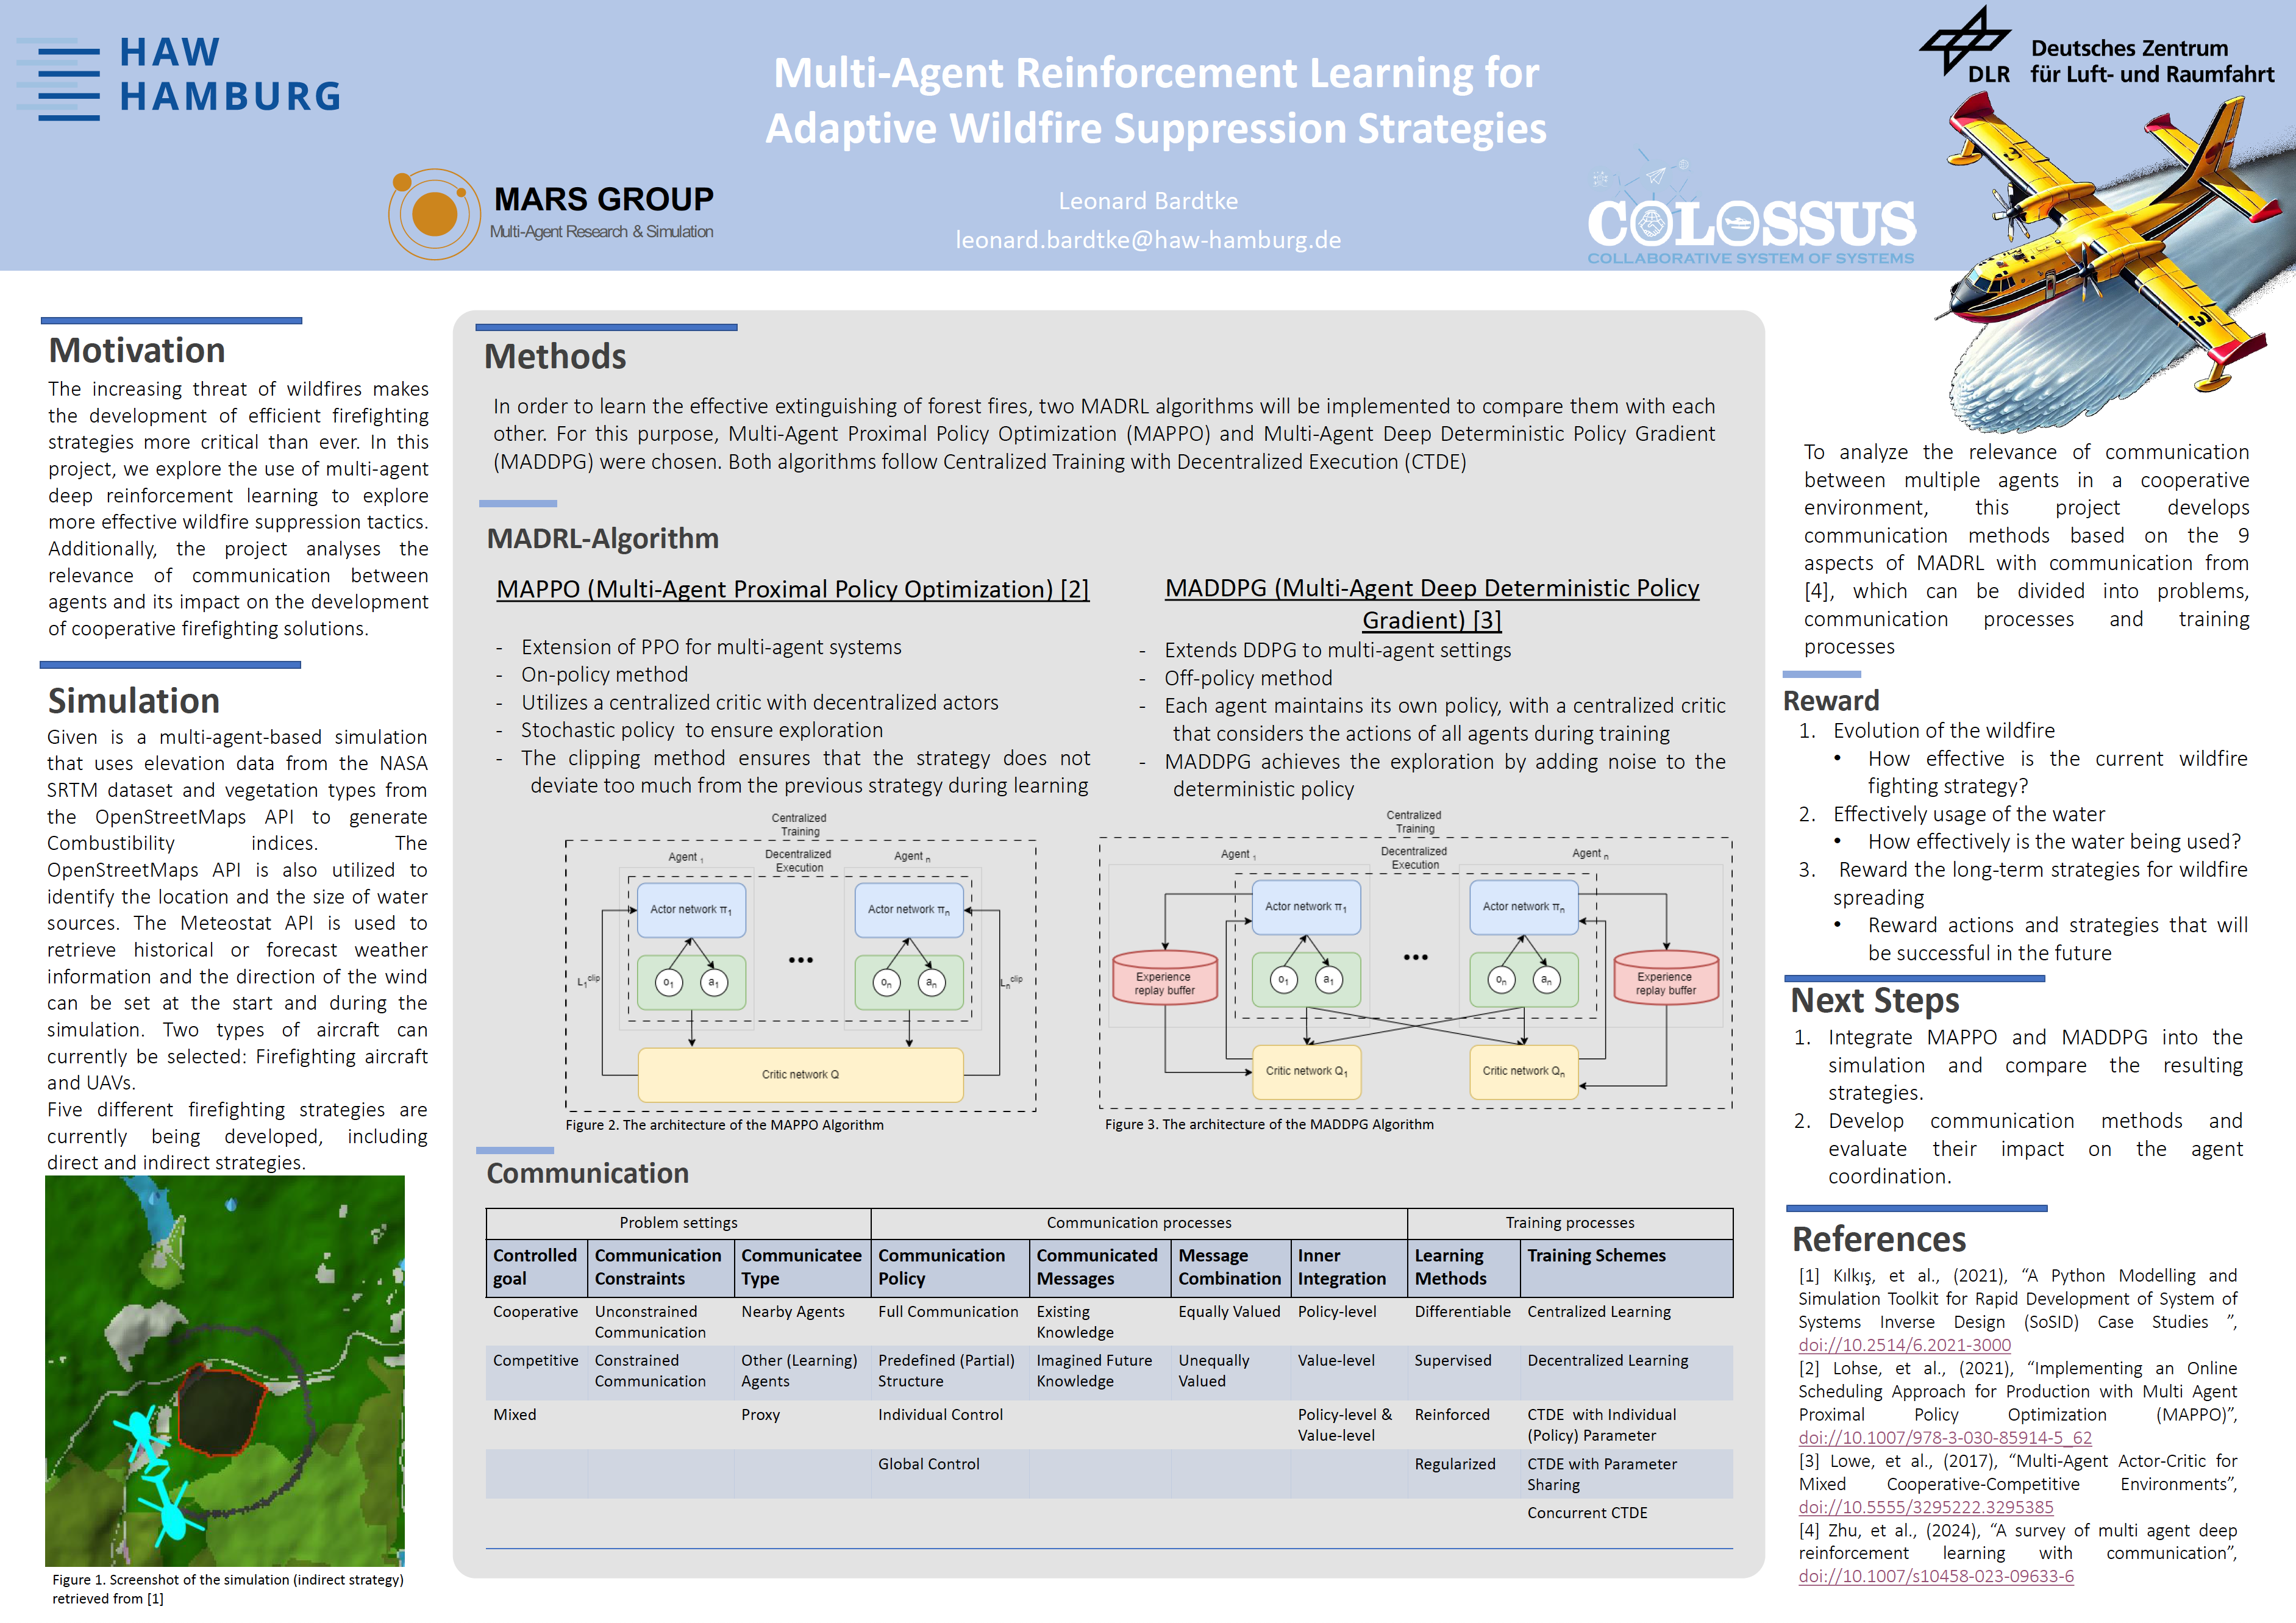 HAW
HAMBURG
MARS GROUP
Multi-Agent Research & Simulation
Multi-Agent Reinforcement Learning for
Adaptive Wildfire Suppression Strategies
Leonard Bardtke
leonard.bardtke@haw-hamburg.de
COLOSSUS
COLLABORATIVE SYSTEM OF SYSTEMS
DLR
Deutsches Zentrum
für Luft- und Raumfahrt
Motivation
The increasing threat of wildfires makes
the development of efficient firefighting
strategies more critical than ever. In this
project, we explore the use of multi-agent
deep reinforcement learning to explore
more effective wildfire suppression tactics.
Additionally, the project analyses the
relevance of communication between
agents and its impact on the development
of cooperative firefighting solutions.
Simulation
Given is a multi-agent-based simulation
that uses elevation data from the NASA
SRTM dataset and vegetation types from
the OpenStreetMaps API to generate
Combustibility indices. The
OpenStreetMaps API is also utilized to
identify the location and the size of water
sources. The Meteostat API is used to
retrieve historical or forecast weather
information and the direction of the wind
can be set at the start and during the
simulation. Two types of aircraft can
currently be selected: Firefighting aircraft
and UAVs.
Five different firefighting strategies are
currently being developed, including
direct and indirect strategies.
Figure 1. Screenshot of the simulation (indirect strategy)
retrieved from [1]
Methods
In order to learn the effective extinguishing of forest fires, two MADRL algorithms will be implemented to compare them with each
other. For this purpose, Multi-Agent Proximal Policy Optimization (MAPPO) and Multi-Agent Deep Deterministic Policy Gradient
(MADDPG) were chosen. Both algorithms follow Centralized Training with Decentralized Execution (CTDE)
MADRL-Algorithm
MAPPO (Multi-Agent Proximal Policy Optimization) [2]
- Extension of PPO for multi-agent systems
- On-policy method
- Utilizes a centralized critic with decentralized actors
- Stochastic policy to ensure exploration
- The clipping method ensures that the strategy does not
deviate too much from the previous strategy during learning
Centralized
Training
Agent 1
Decentralized
Execution
Agent n
Actor network π1
Actor network πn
o1 a1
...
on an
L1clip
Lnclip
Critic network Q
Figure 2. The architecture of the MAPPO Algorithm
MADDPG (Multi-Agent Deep Deterministic Policy
Gradient) [3]
- Extends DDPG to multi-agent settings
- Off-policy method
- Each agent maintains its own policy, with a centralized critic
that considers the actions of all agents during training
- MADDPG achieves the exploration by adding noise to the
deterministic policy
Centralized
Training
Agent 1
Decentralized
Execution
Agent n
Actor network π1
Actor network πn
Experience
replay buffer
o1 a1
...
on an
Experience
replay buffer
Critic network Q1
Critic network Qn
Figure 3. The architecture of the MADDPG Algorithm
Communication
Problem settings Communication processes Training processes
Controlled goal Communication Constraints Communicatee Type Communication Policy Communicated Messages Message Combination Inner Integration Learning Methods Training Schemes
Cooperative Unconstrained Communication Nearby Agents Full Communication Existing Knowledge Equally Valued Policy-level Differentiable Centralized Learning
Competitive Constrained Communication Other (Learning) Agents Predefined (Partial) Structure Imagined Future Knowledge Unequally Valued Value-level Supervised Decentralized Learning
Mixed Proxy Individual Control Policy-level & Value-level Reinforced CTDE with Individual (Policy) Parameter
Global Control Regularized CTDE with Parameter Sharing
Concurrent CTDE
To analyze the relevance of communication
between multiple agents in a cooperative
environment, this project develops
communication methods based on the 9
aspects of MADRL with communication from
[4], which can be divided into problems,
communication processes and training
processes
Reward
1. Evolution of the wildfire
• How effective is the current wildfire
fighting strategy?
2. Effectively usage of the water
• How effectively is the water being used?
3. Reward the long-term strategies for wildfire
spreading
• Reward actions and strategies that will
be successful in the future
Next Steps
1. Integrate MAPPO and MADDPG into the
simulation and compare the resulting
strategies.
2. Develop communication methods and
evaluate their impact on the agent
coordination.
References
[1] Kılkış, et al., (2021), “A Python Modelling and
Simulation Toolkit for Rapid Development of System of
Systems Inverse Design (SoSID) Case Studies ”,
doi://10.2514/6.2021-3000
[2] Lohse, et al., (2021), “Implementing an Online
Scheduling Approach for Production with Multi Agent
Proximal Policy Optimization (MAPPO)”,
doi://10.1007/978-3-030-85914-5_62
[3] Lowe, et al., (2017), “Multi-Agent Actor-Critic for
Mixed Cooperative-Competitive Environments”,
doi://10.5555/3295222.3295385
[4] Zhu, et al., (2024), “A survey of multi agent deep
reinforcement learning with communication”,
doi://10.1007/s10458-023-09633-6